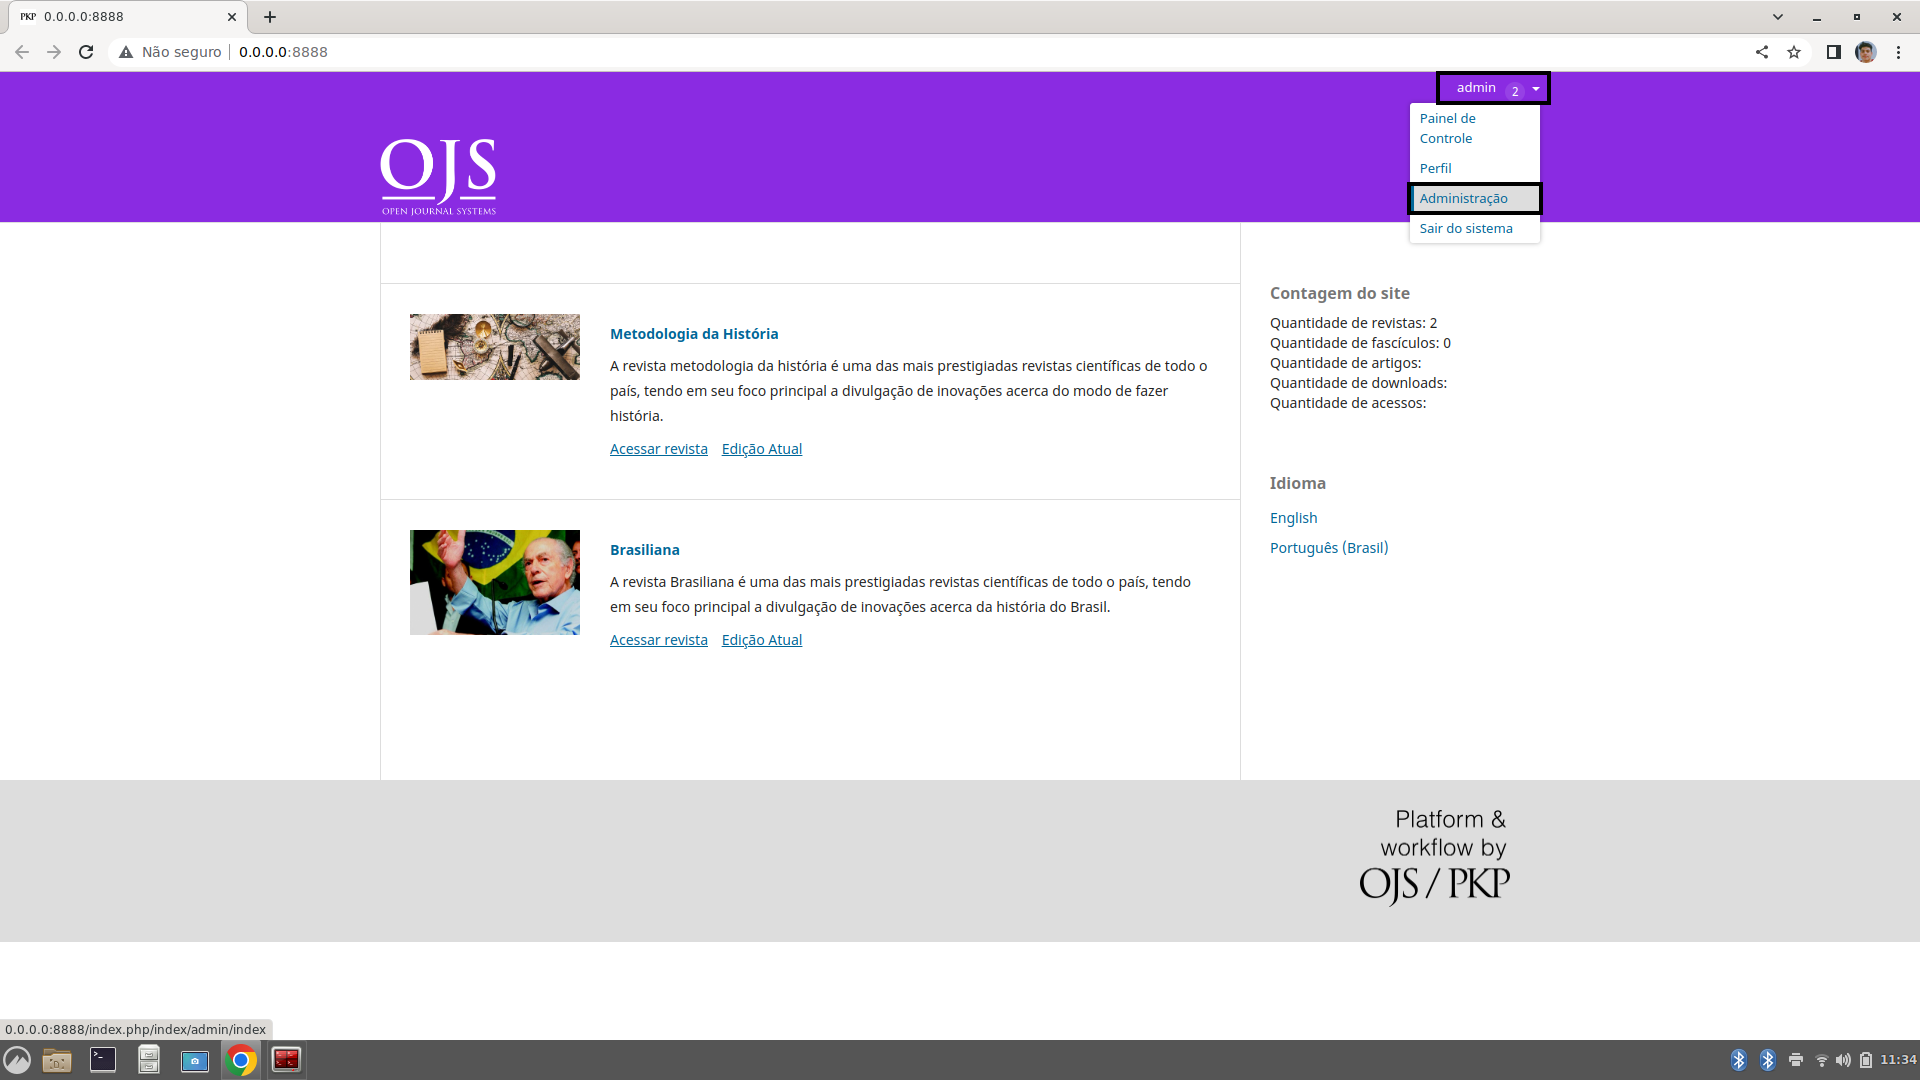 PKP 0.0.0.0:8888
Não seguro 0.0.0.0:8888
admin 2
Painel de
Controle
Perfil
Administração
Sair do sistema
OJS
OPEN JOURNAL SYSTEMS
Metodologia da História
A revista metodologia da história é uma das mais prestigiadas revistas científicas de todo o
país, tendo em seu foco principal a divulgação de inovações acerca do modo de fazer
história.
Acessar revista Edição Atual
Brasiliana
A revista Brasiliana é uma das mais prestigiadas revistas científicas de todo o país, tendo
em seu foco principal a divulgação de inovações acerca da história do Brasil.
Acessar revista Edição Atual
Contagem do site
Quantidade de revistas: 2
Quantidade de fascículos: 0
Quantidade de artigos:
Quantidade de downloads:
Quantidade de acessos:
Idioma
English
Português (Brasil)
Platform &
workflow by
OJS / PKP
0.0.0.0:8888/index.php/index/admin/index
11:34